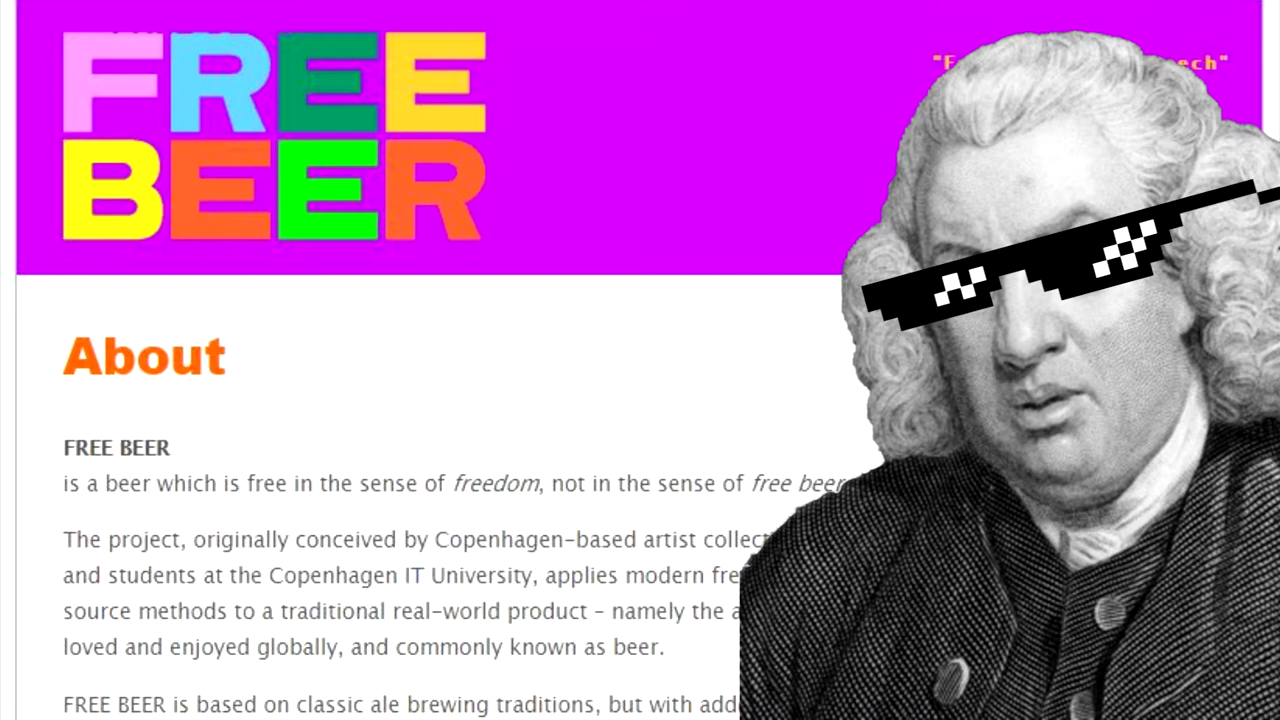 FREE
BEER
ech"
About
FREE BEER
is a beer which is free in the sense of freedom, not in the sense of free beer
The project, originally conceived by Copenhagen-based artist collect
and students at the Copenhagen IT University, applies modern fre
source methods to a traditional real-world product - namely the a
loved and enjoyed globally, and commonly known as beer.
FREE BEER is based on classic ale brewing traditions, but with add